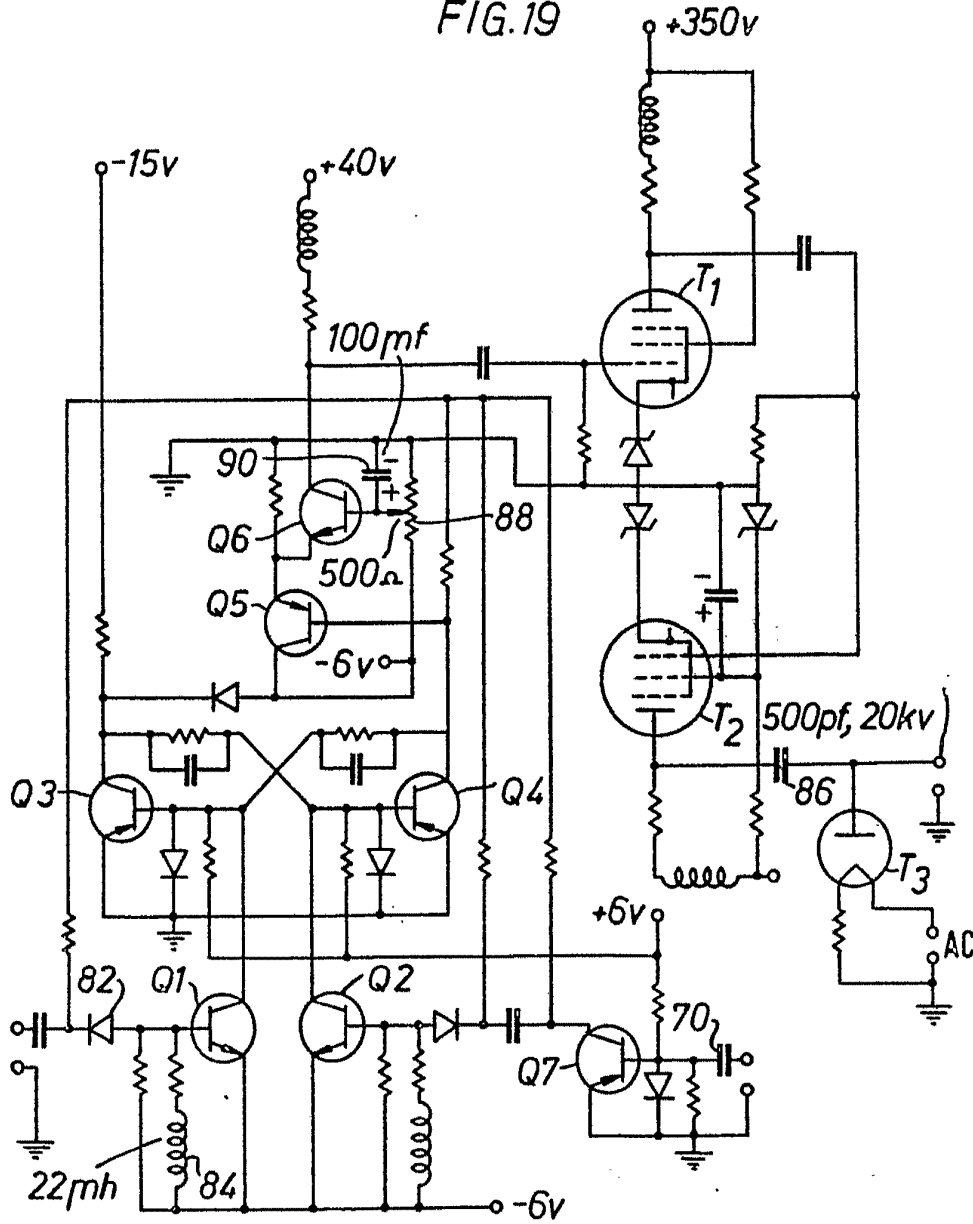 FIG.19
+350v
-15v
+40v
T1
100mf
90
-
+
88
Q6
500Ω
Q5
-6v
-
+
T2
500pf, 20kv
86
Q3
Q4
T3
+6v
AC
82
Q1
Q2
70
Q7
22mh
84
-6v